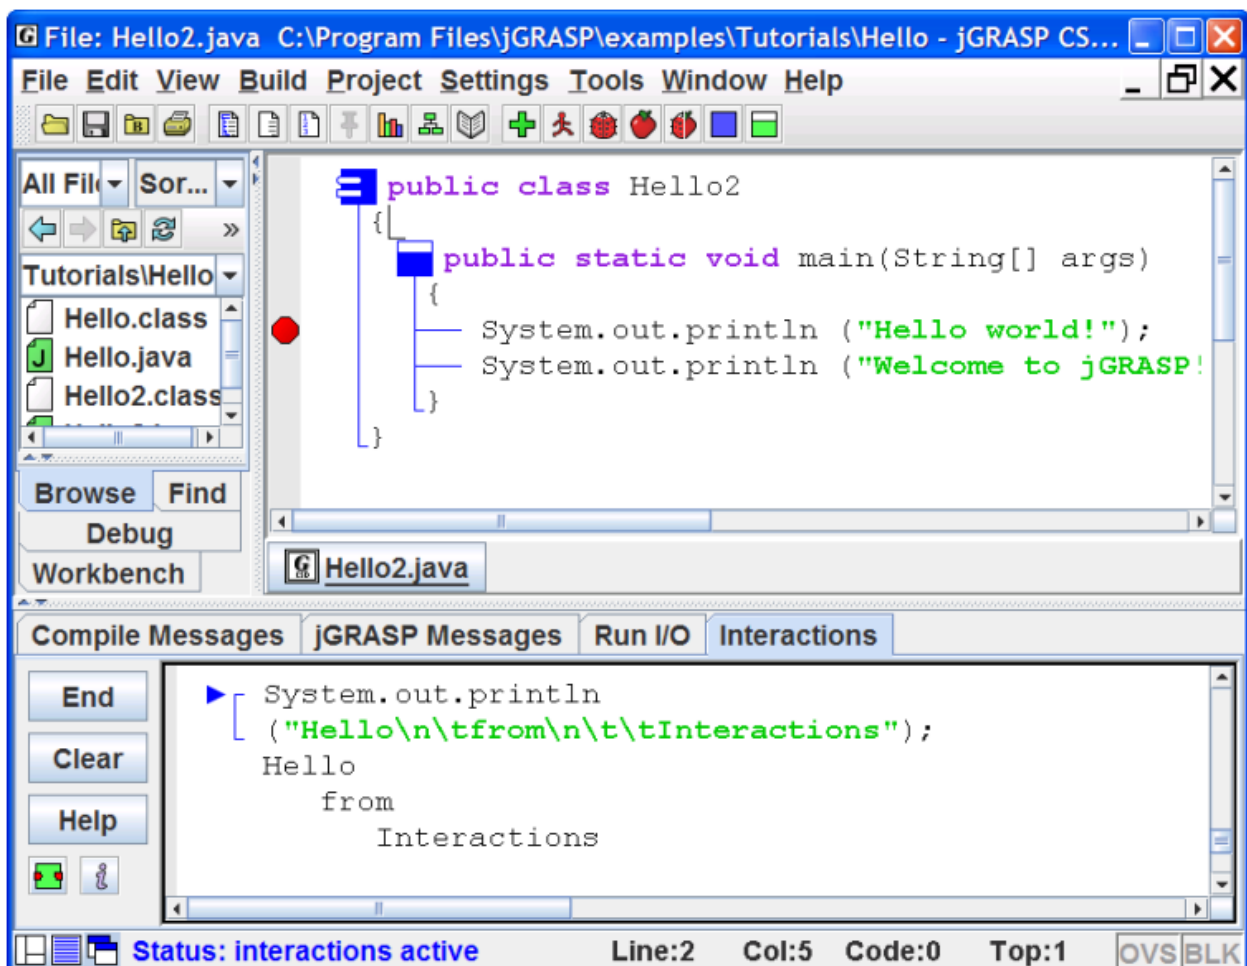 File: Hello2.java C:\Program Files\jGRASP\examples\Tutorials\Hello - jGRASP CS...
File Edit View Build Project Settings Tools Window Help
All Fil Sor...
»
Tutorials\Hello
Hello.class
Hello.java
Hello2.class
Browse Find
Debug
Workbench
public class Hello2
{
public static void main(String[] args)
{
System.out.println ("Hello world!");
System.out.println ("Welcome to jGRASP!
}
}
Hello2.java
Compile Messages jGRASP Messages Run I/O Interactions
End
Clear
Help
System.out.println
("Hello\n\tfrom\n\t\tInteractions");
Hello
from
Interactions
Status: interactions active Line:2 Col:5 Code:0 Top:1 OVS BLK